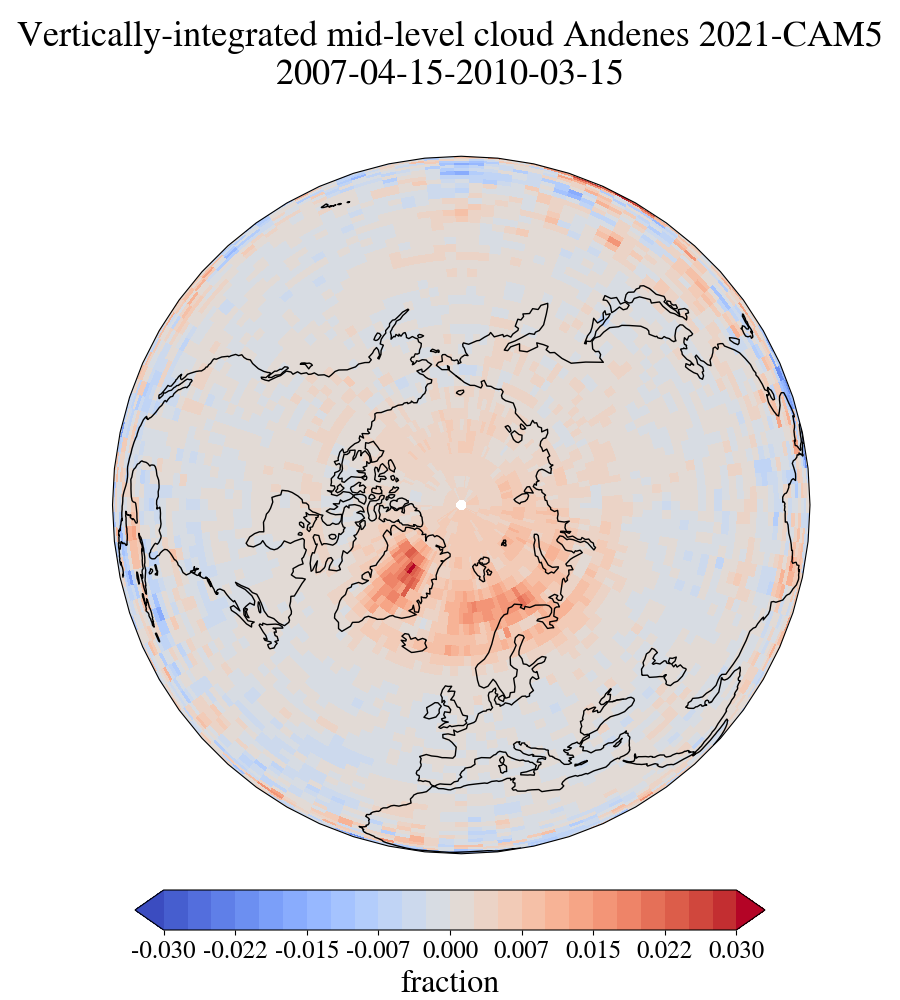 Vertically-integrated mid-level cloud Andenes 2021-CAM5
2007-04-15-2010-03-15
-0.030 -0.022 -0.015 -0.007 0.000 0.007 0.015 0.022 0.030
fraction